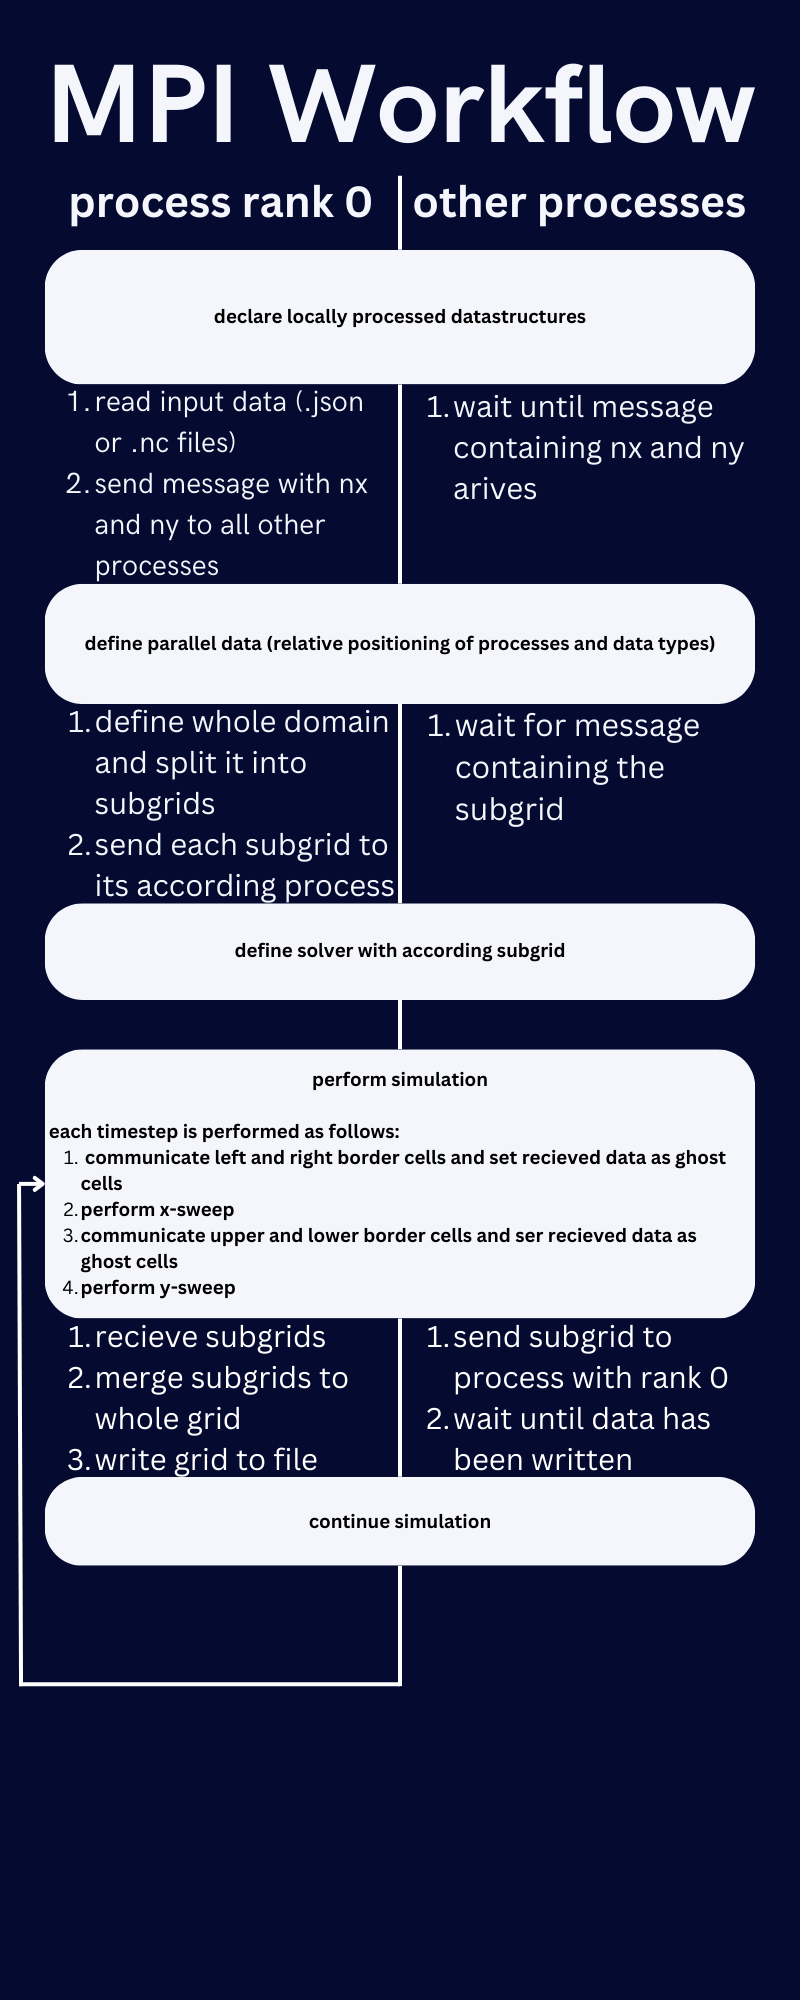 MPI Workflow
process rank 0
other processes
declare locally processed datastructures
1. read input data (.json
or .nc files)
2. send message with nx
and ny to all other
processes
1. wait until message
containing nx and ny
arives
define parallel data (relative positioning of processes and data types)
1. define whole domain
and split it into
subgrids
2. send each subgrid to
its according process
1. wait for message
containing the
subgrid
define solver with according subgrid
perform simulation
each timestep is performed as follows:
1. communicate left and right border cells and set recieved data as ghost
cells
2. perform x-sweep
3. communicate upper and lower border cells and ser recieved data as
ghost cells
4. perform y-sweep
1. recieve subgrids
2. merge subgrids to
whole grid
3. write grid to file
1. send subgrid to
process with rank 0
2. wait until data has
been written
continue simulation